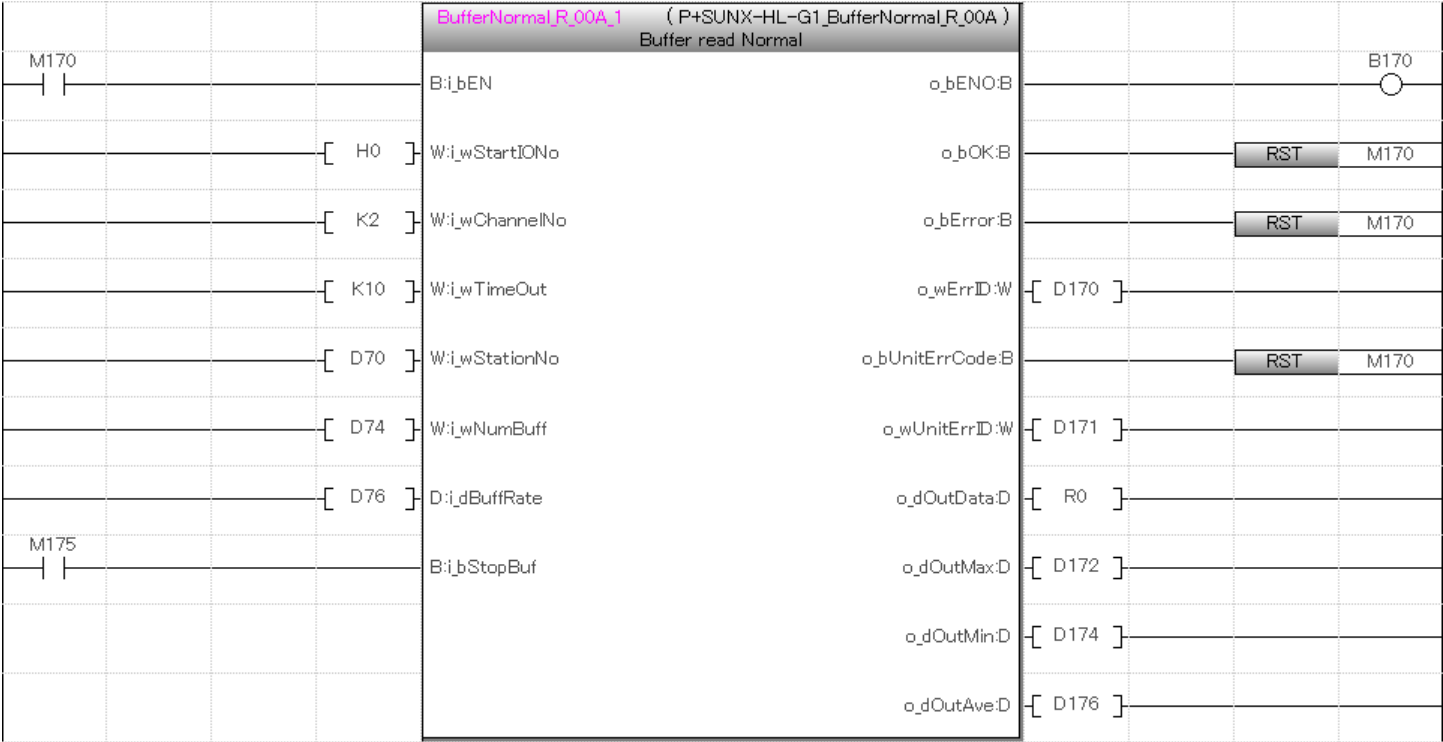 BufferNormal_R_00A_1 (P+SUNX-HL-G1_BufferNormal_R_00A)
Buffer read Normal
M170 B:i_bEN o_bENO:B B170
H0 W:i_wStartIONo o_bOK:B RST M170
K2 W:i_wChannelNo o_bError:B RST M170
K10 W:i_wTimeOut o_wErrID:W D170
D70 W:i_wStationNo o_bUnitErrCode:B RST M170
D74 W:i_wNumBuff o_wUnitErrID:W D171
D76 D:i_dBuffRate o_dOutData:D R0
M175 B:i_bStopBuf o_dOutMax:D D172
o_dOutMin:D D174
o_dOutAve:D D176